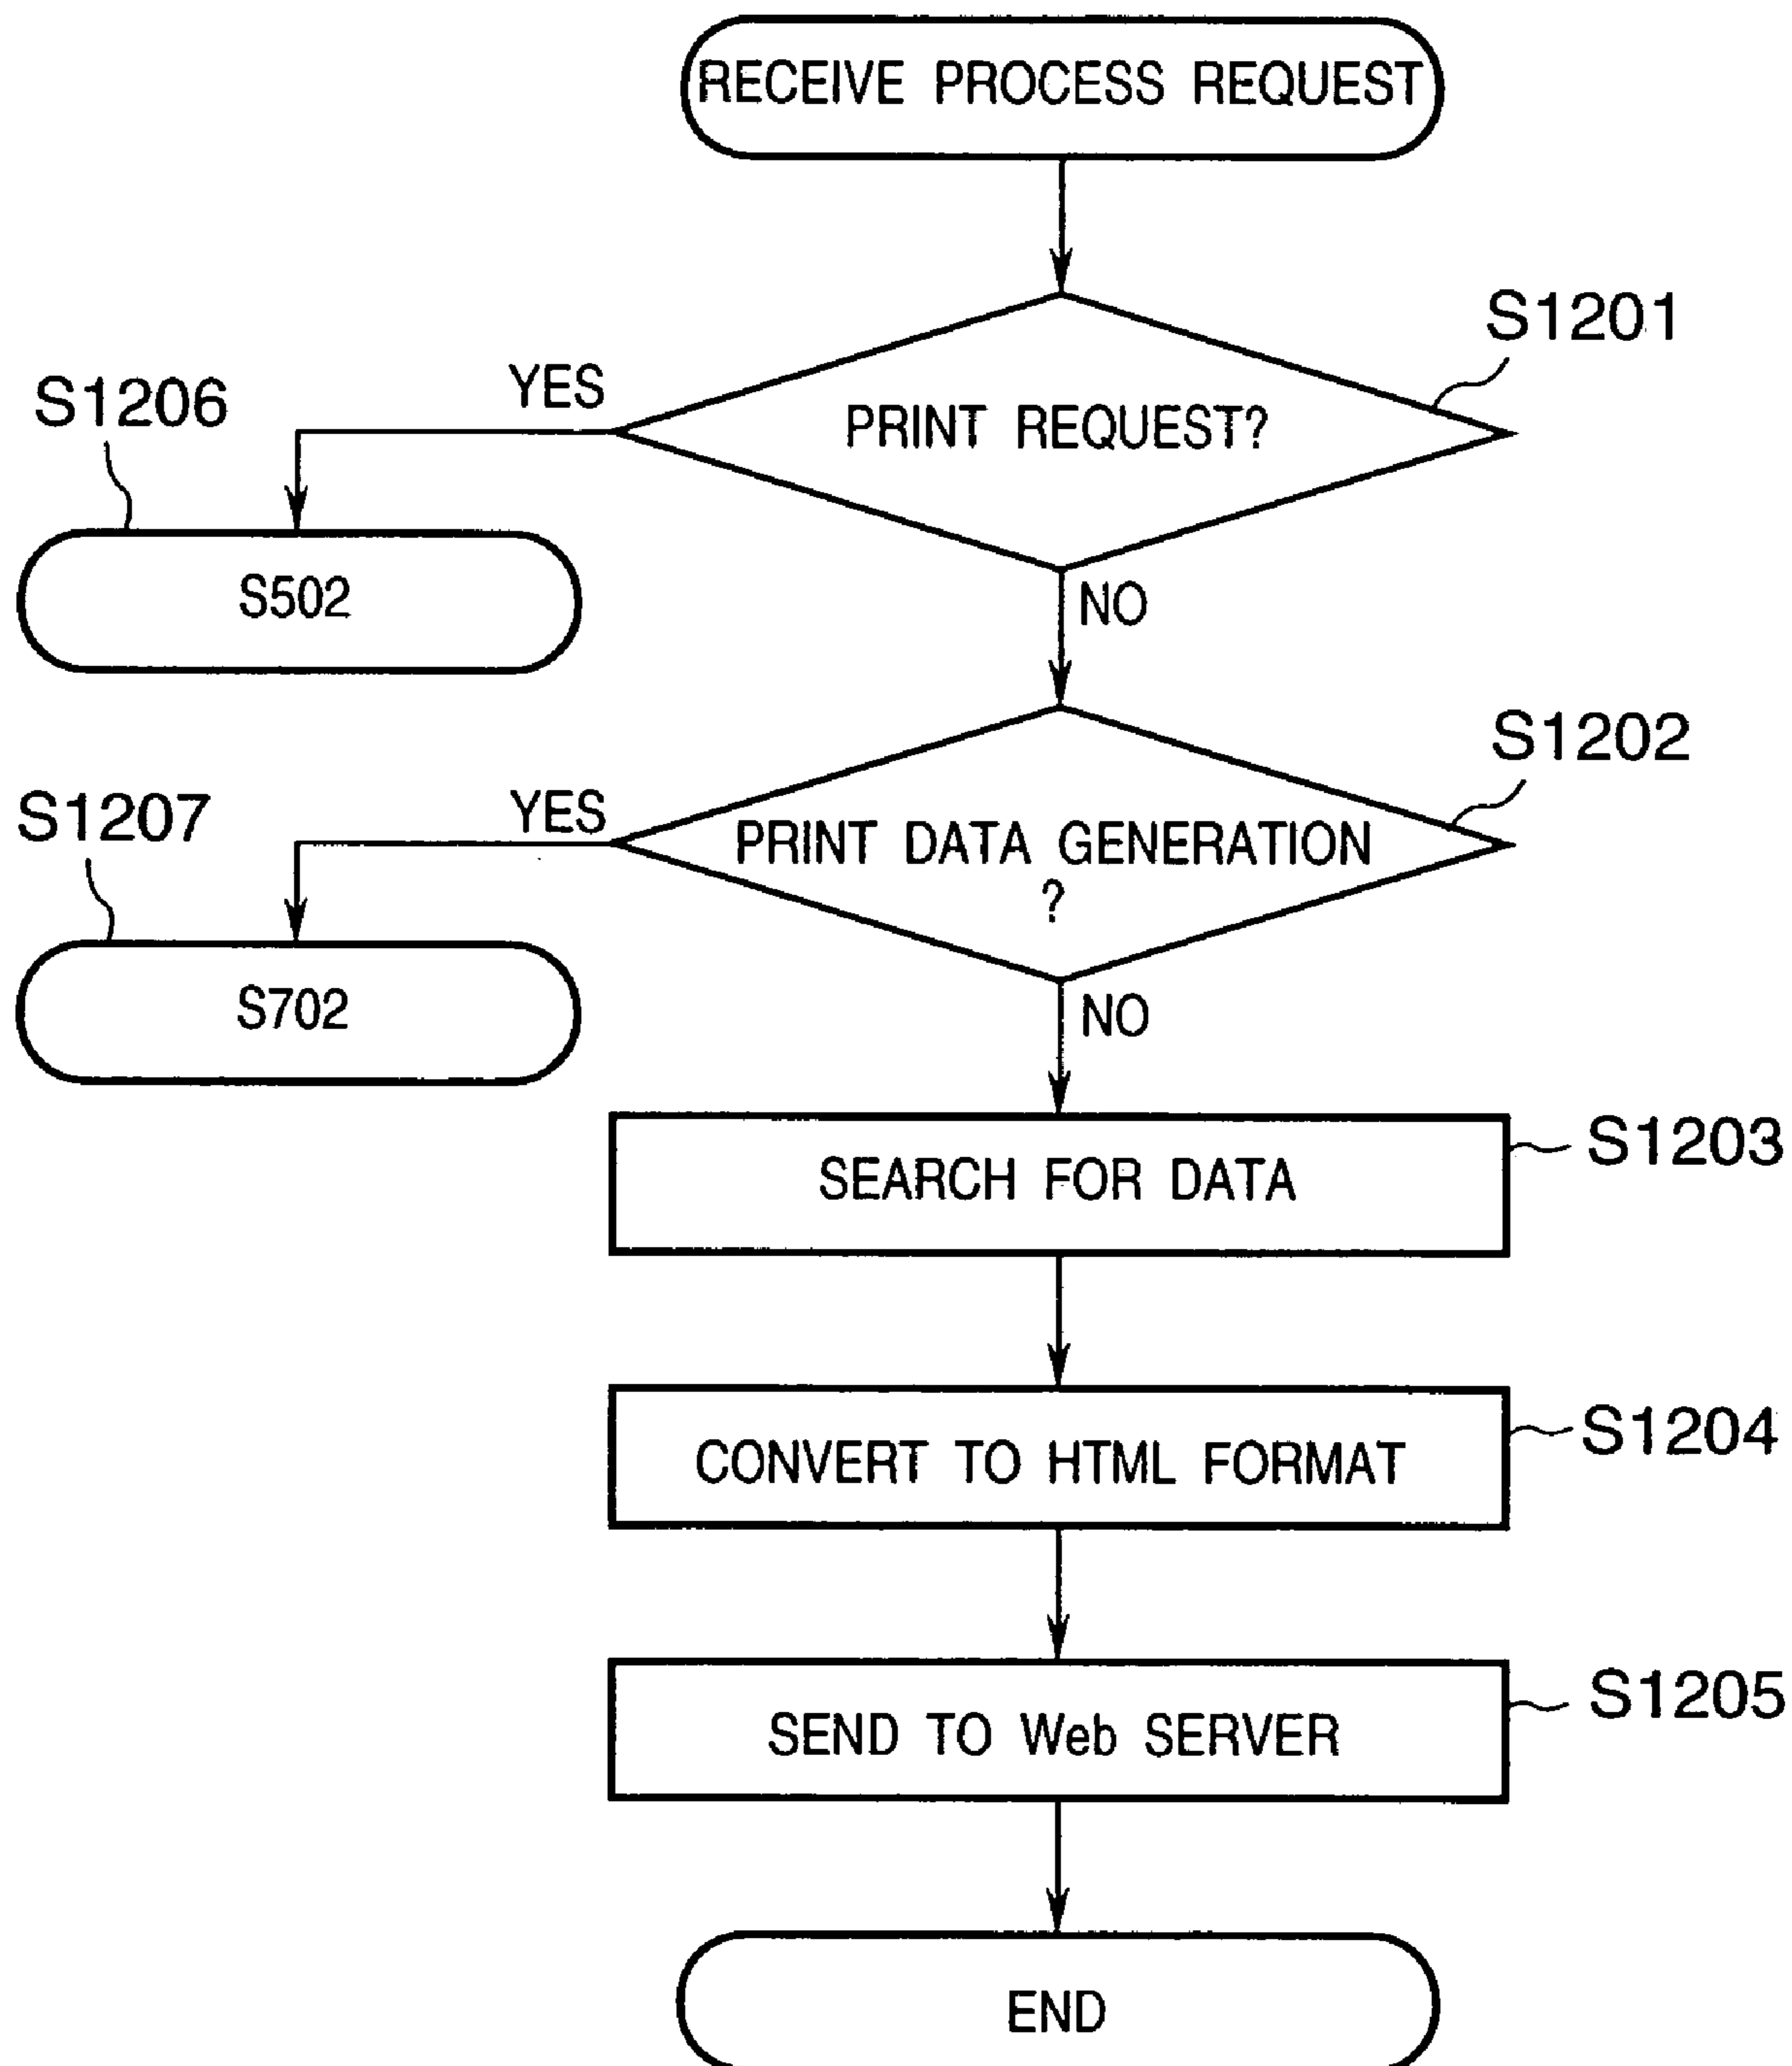 RECEIVE PROCESS REQUEST
S1201
PRINT REQUEST?
YES
S1206
S502
NO
S1202
PRINT DATA GENERATION
?
YES
S1207
S702
NO
SEARCH FOR DATA
S1203
CONVERT TO HTML FORMAT
S1204
SEND TO Web SERVER
S1205
END